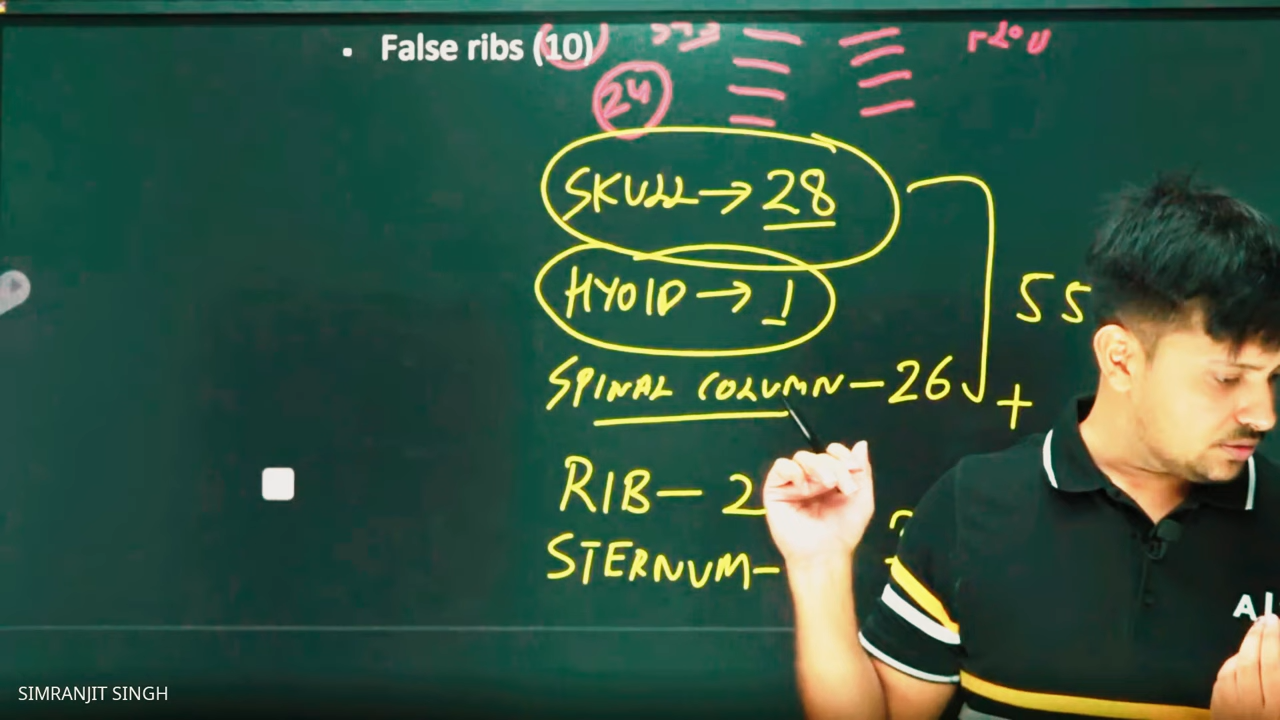 • False ribs (10)
24
SKULL → 28
HYOID → 1
SPINAL COLUMN – 26
55
+
RIB – 2
STERNUM –
SIMRANJIT SINGH